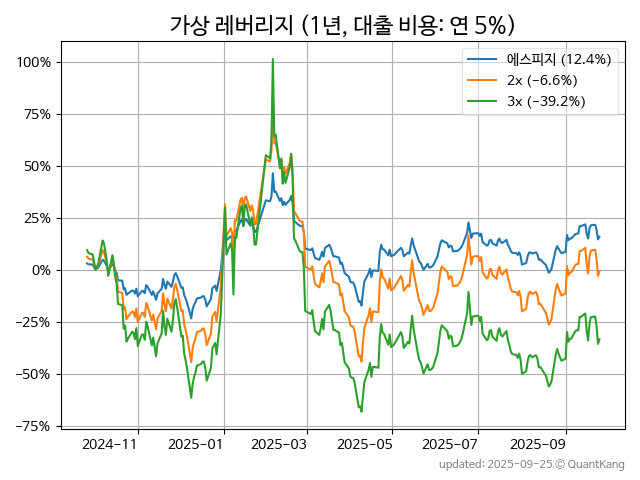 가상 레버리지 (1년, 대출 비용: 연 5%)
에스피지 (12.4%)
2x (−6.6%)
3x (−39.2%)
100%
75%
50%
25%
0%
−25%
−50%
−75%
2024-11
2025-01
2025-03
2025-05
2025-07
2025-09
updated: 2025-09-25 © QuantKang